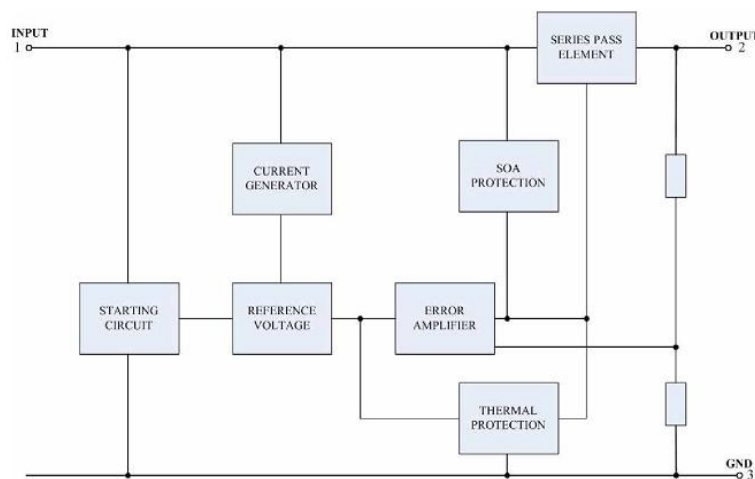 INPUT
1
SERIES PASS
ELEMENT
OUTPUT
2
CURRENT
GENERATOR
SOA
PROTECTION
STARTING
CIRCUIT
REFERENCE
VOLTAGE
ERROR
AMPLIFIER
THERMAL
PROTECTION
GND
3